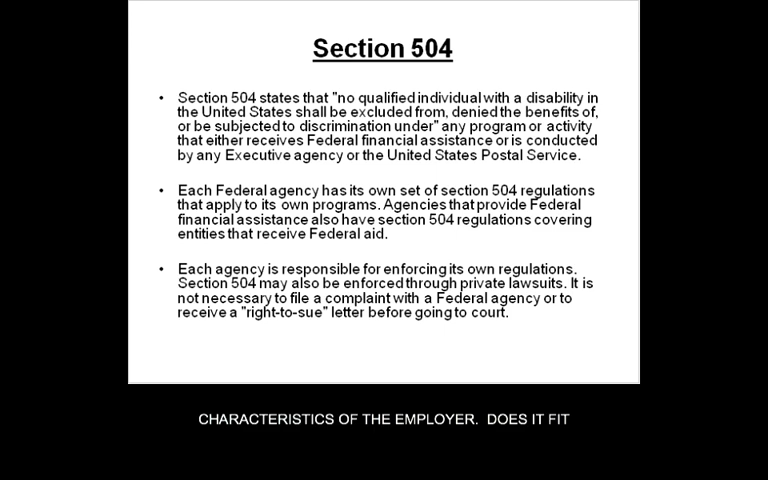 Section 504
• Section 504 states that "no qualified individual with a disability in
the United States shall be excluded from, denied the benefits of,
or be subjected to discrimination under" any program or activity
that either receives Federal financial assistance or is conducted
by any Executive agency or the United States Postal Service.
• Each Federal agency has its own set of section 504 regulations
that apply to its own programs. Agencies that provide Federal
financial assistance also have section 504 regulations covering
entities that receive Federal aid.
• Each agency is responsible for enforcing its own regulations.
Section 504 may also be enforced through private lawsuits. It is
not necessary to file a complaint with a Federal agency or to
receive a "right-to-sue" letter before going to court.
CHARACTERISTICS OF THE EMPLOYER. DOES IT FIT